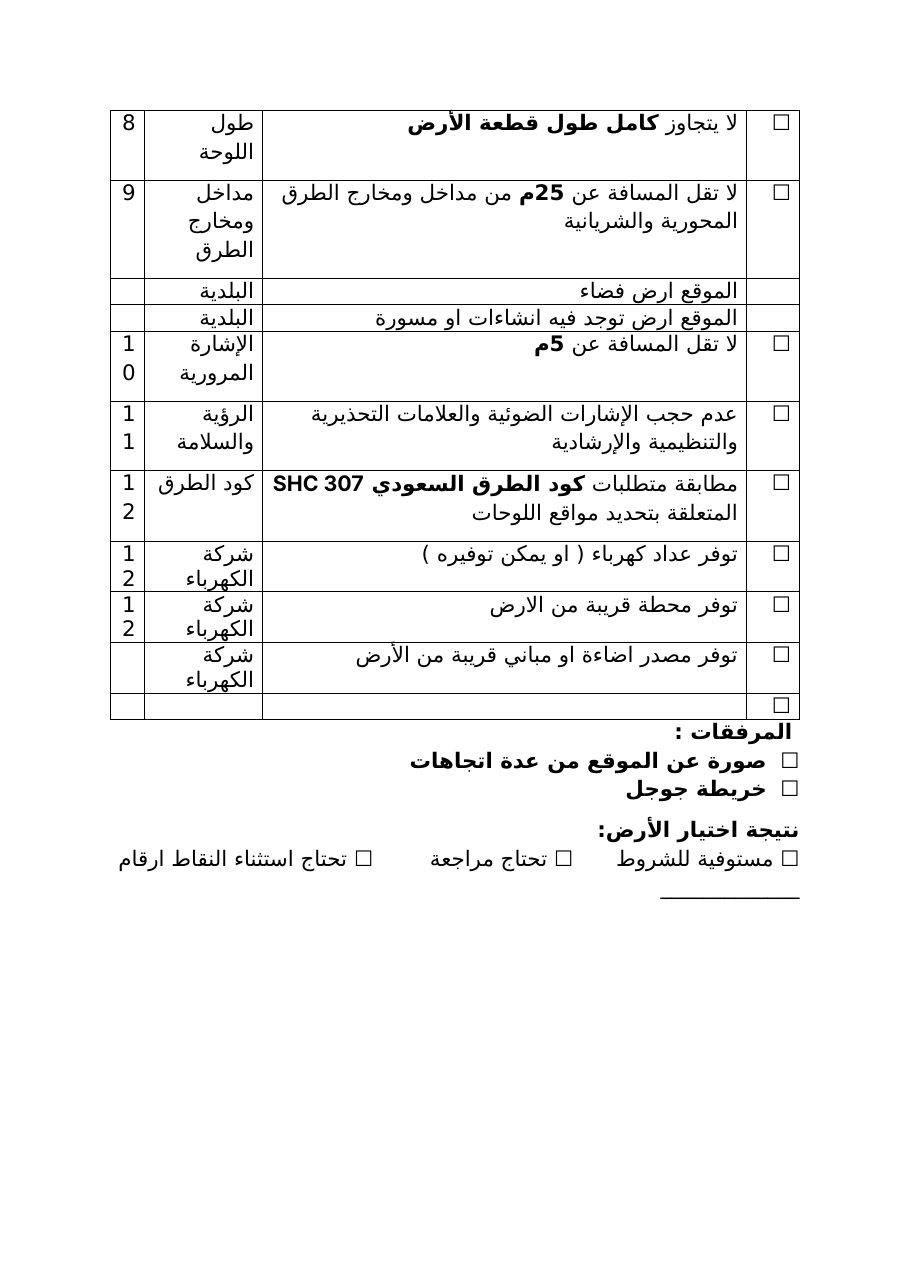 ☐ لا يتجاوز كامل طول قطعة الأرض طول 8
اللوحة
☐ لا تقل المسافة عن 25م من مداخل ومخارج الطرق مداخل 9
المحورية والشريانية ومخارج
الطرق
الموقع ارض فضاء البلدية
الموقع ارض توجد فيه انشاءات او مسورة البلدية
☐ لا تقل المسافة عن 5م الإشارة 10
المرورية
☐ عدم حجب الإشارات الضوئية والعلامات التحذيرية الرؤية 11
والتنظيمية والإرشادية والسلامة
☐ مطابقة متطلبات كود الطرق السعودي SHC 307 كود الطرق 12
المتعلقة بتحديد مواقع اللوحات
☐ توفر عداد كهرباء ( او يمكن توفيره ) شركة 12
الكهرباء
☐ توفر محطة قريبة من الارض شركة 12
الكهرباء
☐ توفر مصدر اضاءة او مباني قريبة من الأرض شركة
الكهرباء
☐
المرفقات :
☐ صورة عن الموقع من عدة اتجاهات
☐ خريطة جوجل
نتيجة اختيار الأرض:
☐ مستوفية للشروط ☐ تحتاج مراجعة ☐ تحتاج استثناء النقاط ارقام
_____________